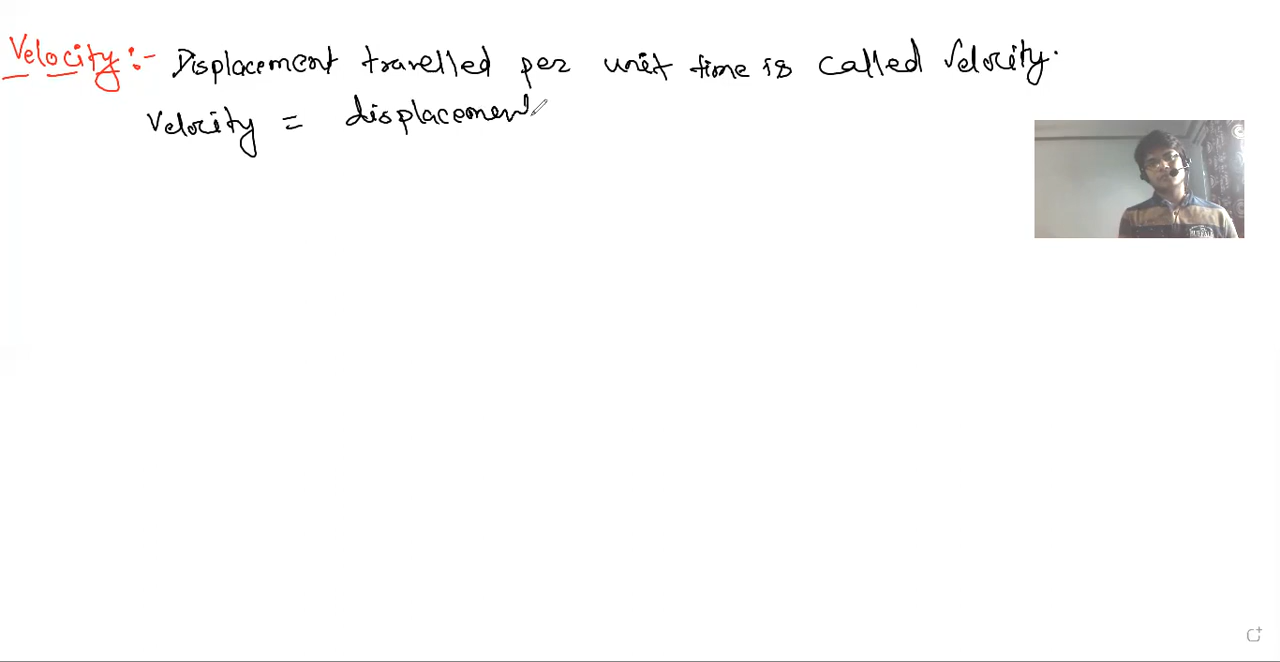 Velocity:- Displacement travelled per unit time is called Velocity.
Velocity = displacement